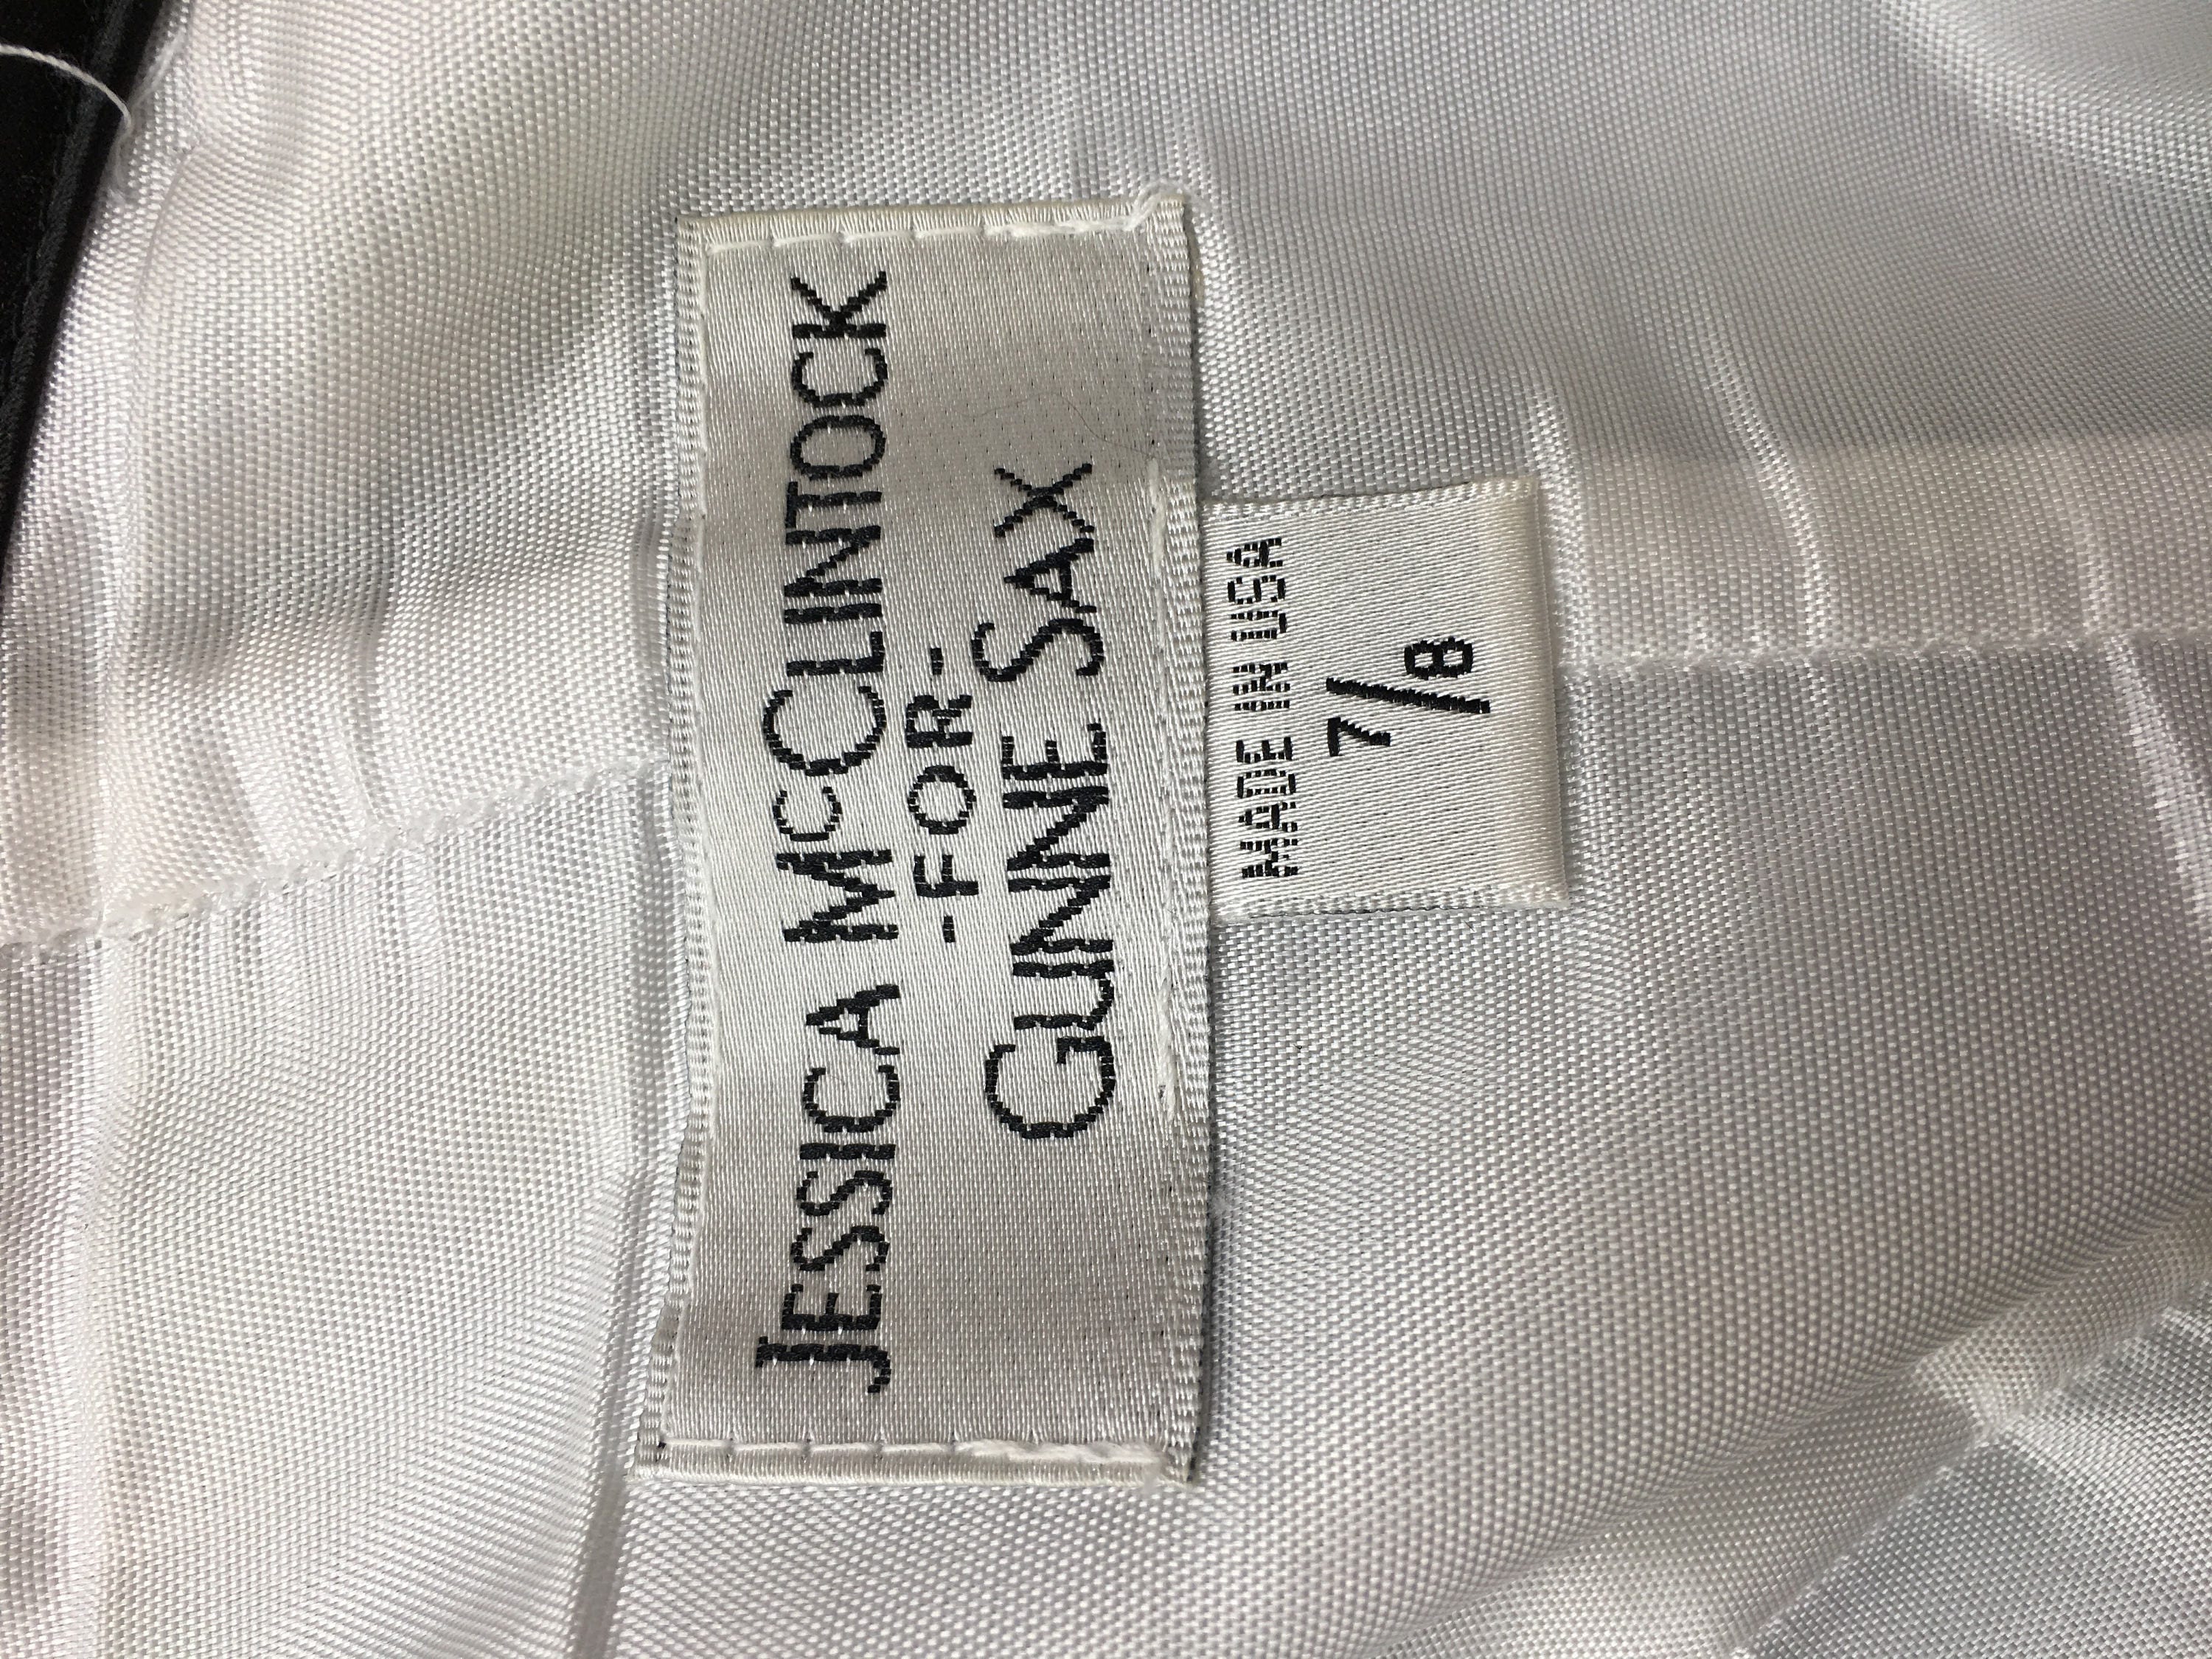 JESSICA MCCLINTOCK
-FOR-
GUNNE SAX
MADE IN USA
7/8